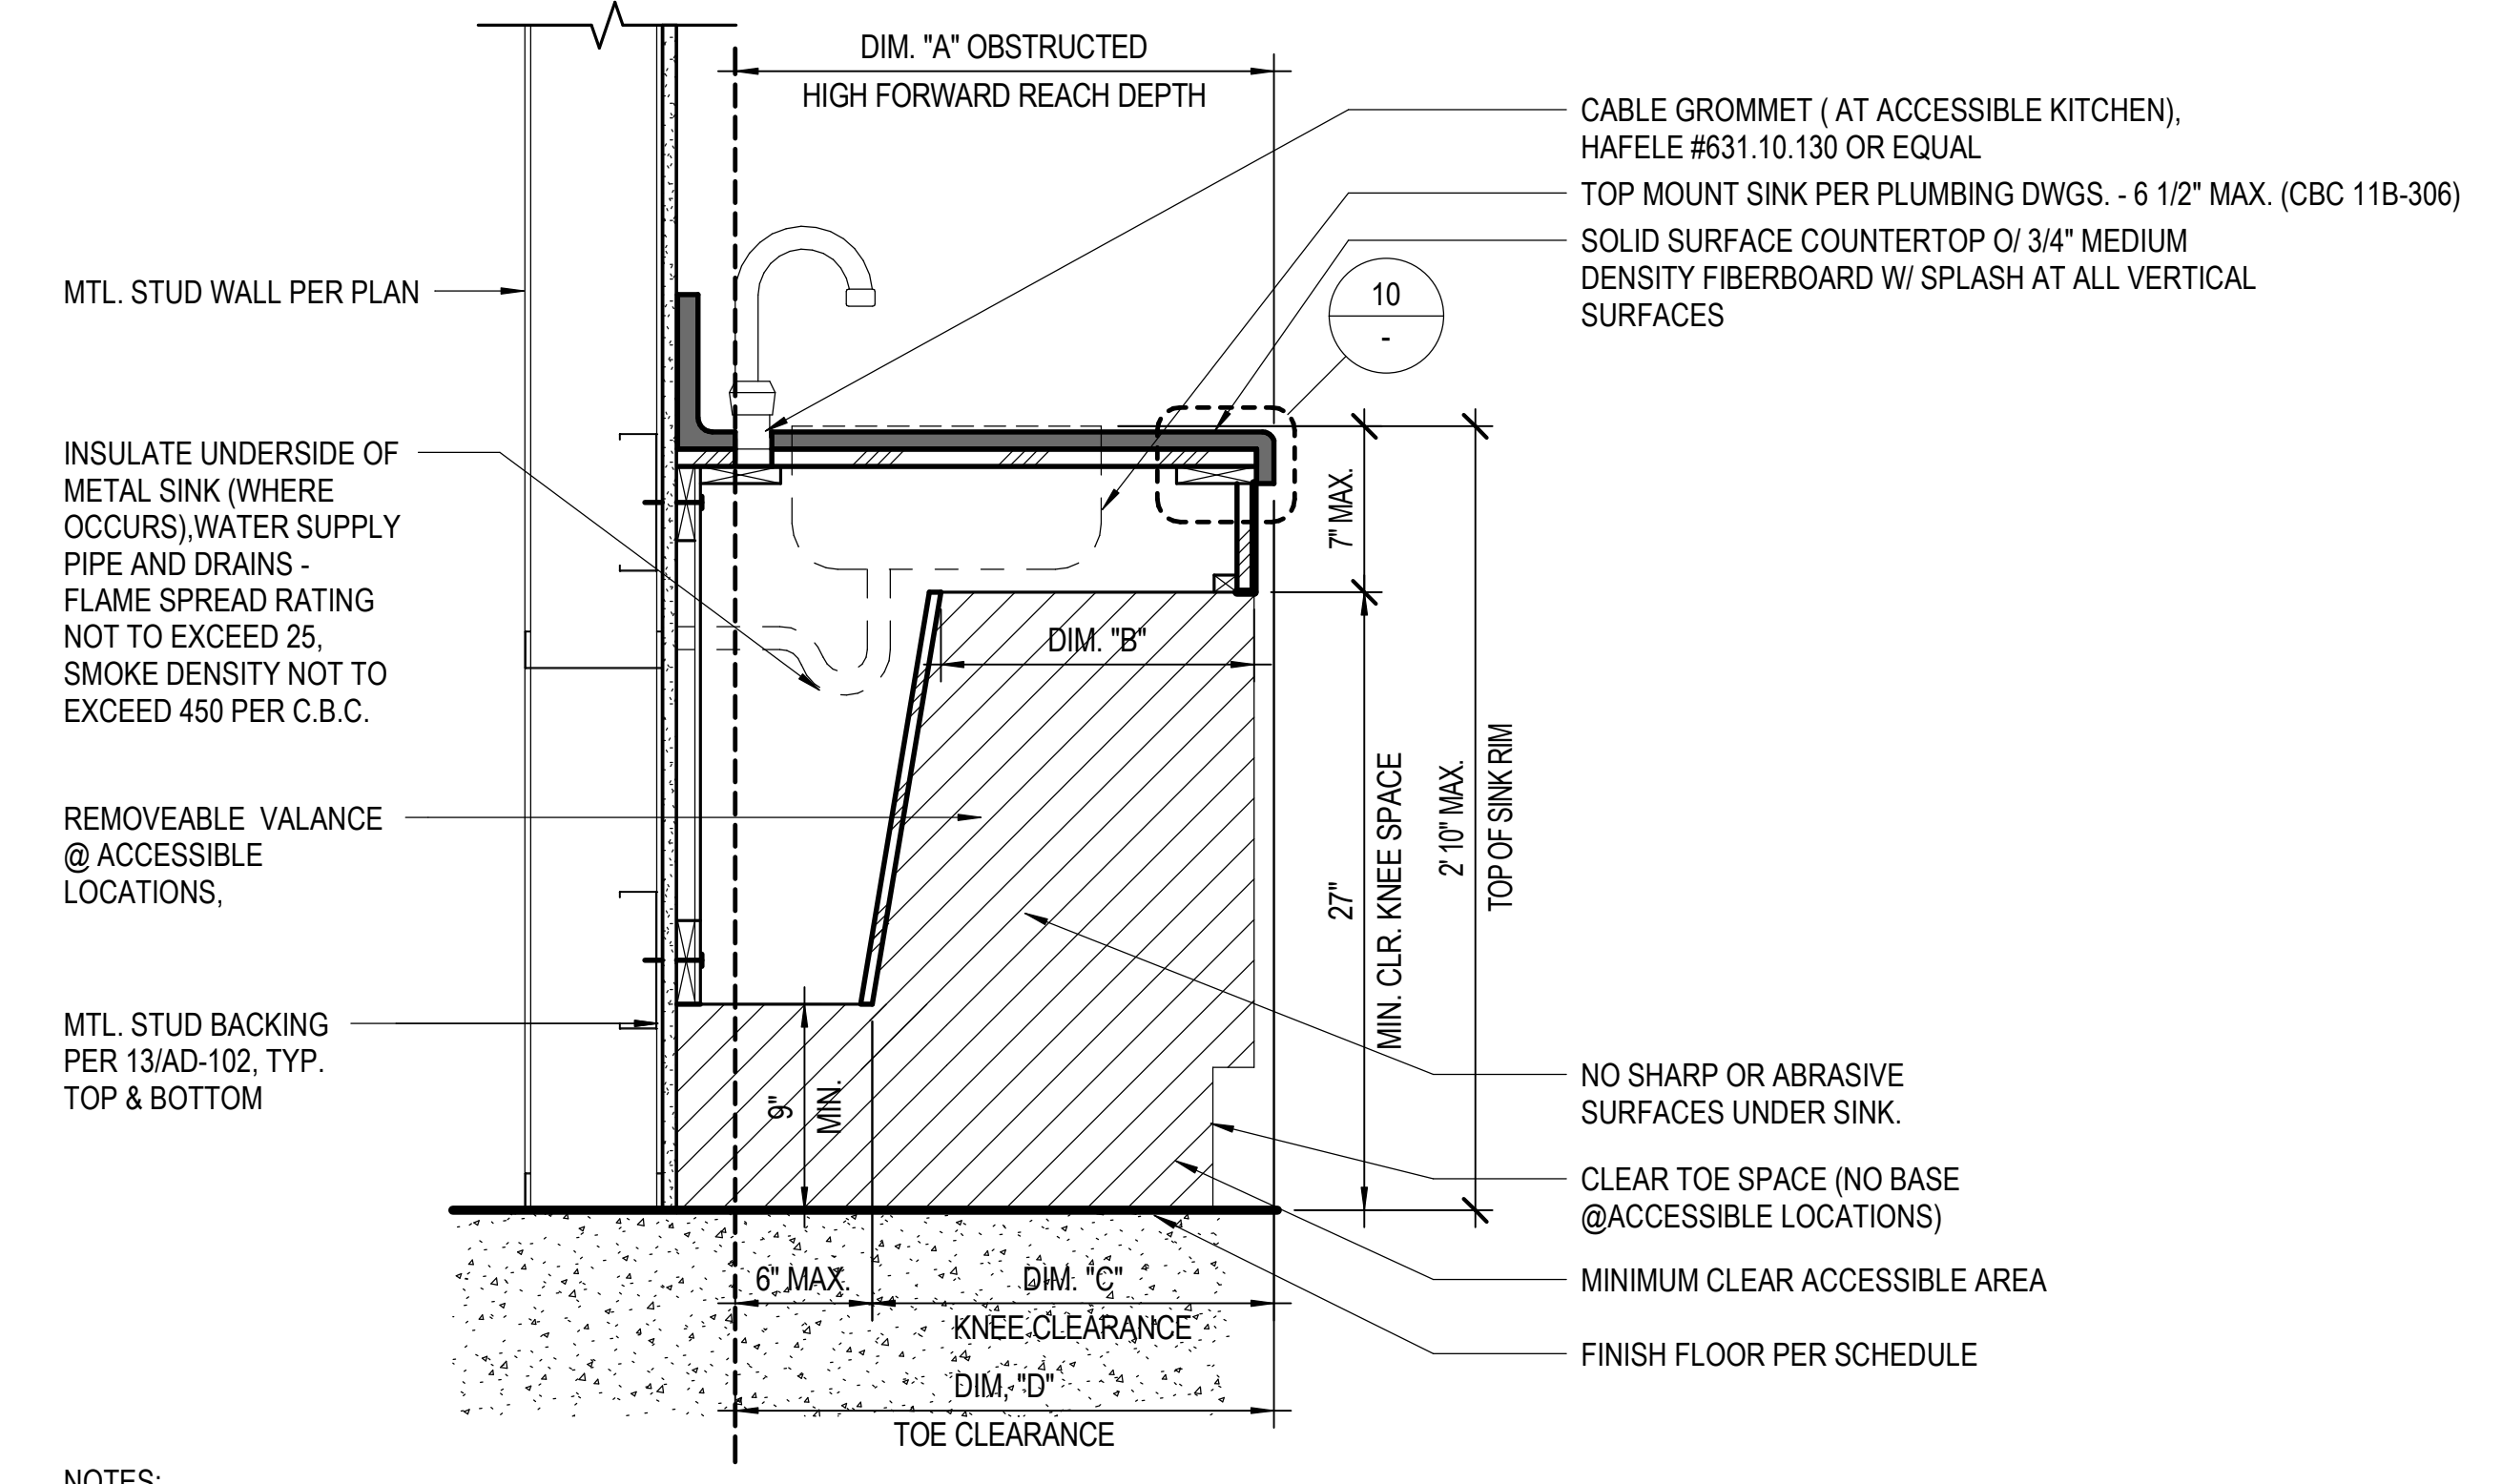 DIM. "A" OBSTRUCTED
HIGH FORWARD REACH DEPTH
CABLE GROMMET ( AT ACCESSIBLE KITCHEN),
HAFELE #631.10.130 OR EQUAL
TOP MOUNT SINK PER PLUMBING DWGS. - 6 1/2" MAX. (CBC 11B-306)
SOLID SURFACE COUNTERTOP O/ 3/4" MEDIUM
DENSITY FIBERBOARD W/ SPLASH AT ALL VERTICAL
SURFACES
10
-
MTL. STUD WALL PER PLAN
INSULATE UNDERSIDE OF
METAL SINK (WHERE
OCCURS),WATER SUPPLY
PIPE AND DRAINS -
FLAME SPREAD RATING
NOT TO EXCEED 25,
SMOKE DENSITY NOT TO
EXCEED 450 PER C.B.C.
7" MAX.
DIM. "B"
REMOVEABLE VALANCE
@ ACCESSIBLE
LOCATIONS,
27"
MIN. CLR. KNEE SPACE
2' 10" MAX.
TOP OF SINK RIM
MTL. STUD BACKING
PER 13/AD-102, TYP.
TOP & BOTTOM
9"
MIN.
NO SHARP OR ABRASIVE
SURFACES UNDER SINK.
CLEAR TOE SPACE (NO BASE
@ACCESSIBLE LOCATIONS)
MINIMUM CLEAR ACCESSIBLE AREA
FINISH FLOOR PER SCHEDULE
6" MAX.
DIM. "C"
KNEE CLEARANCE
DIM, "D"
TOE CLEARANCE
NOTES: